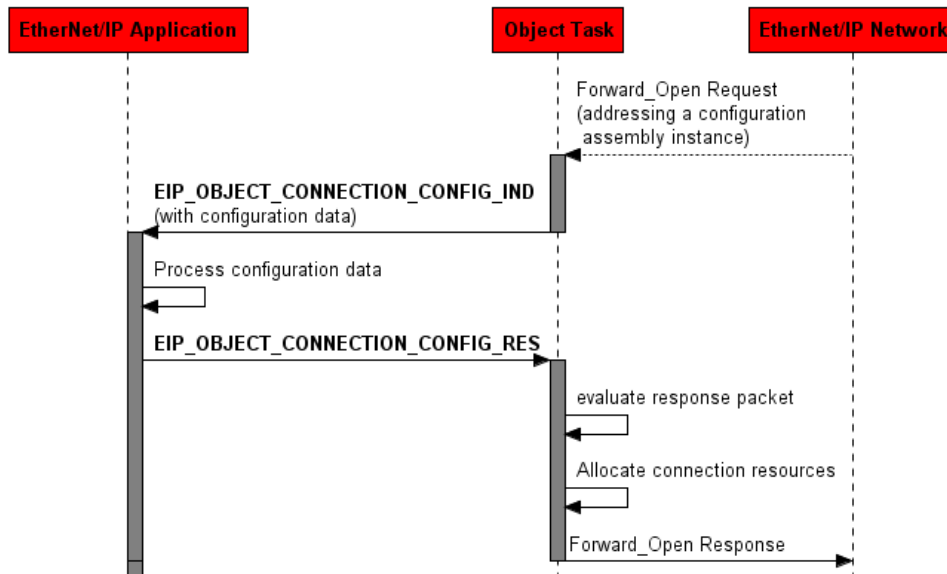 EtherNet/IP Application
Object Task
EtherNet/IP Network
Forward_Open Request
(addressing a configuration
assembly instance)
EIP_OBJECT_CONNECTION_CONFIG_IND
(with configuration data)
Process configuration data
EIP_OBJECT_CONNECTION_CONFIG_RES
evaluate response packet
Allocate connection resources
Forward_Open Response